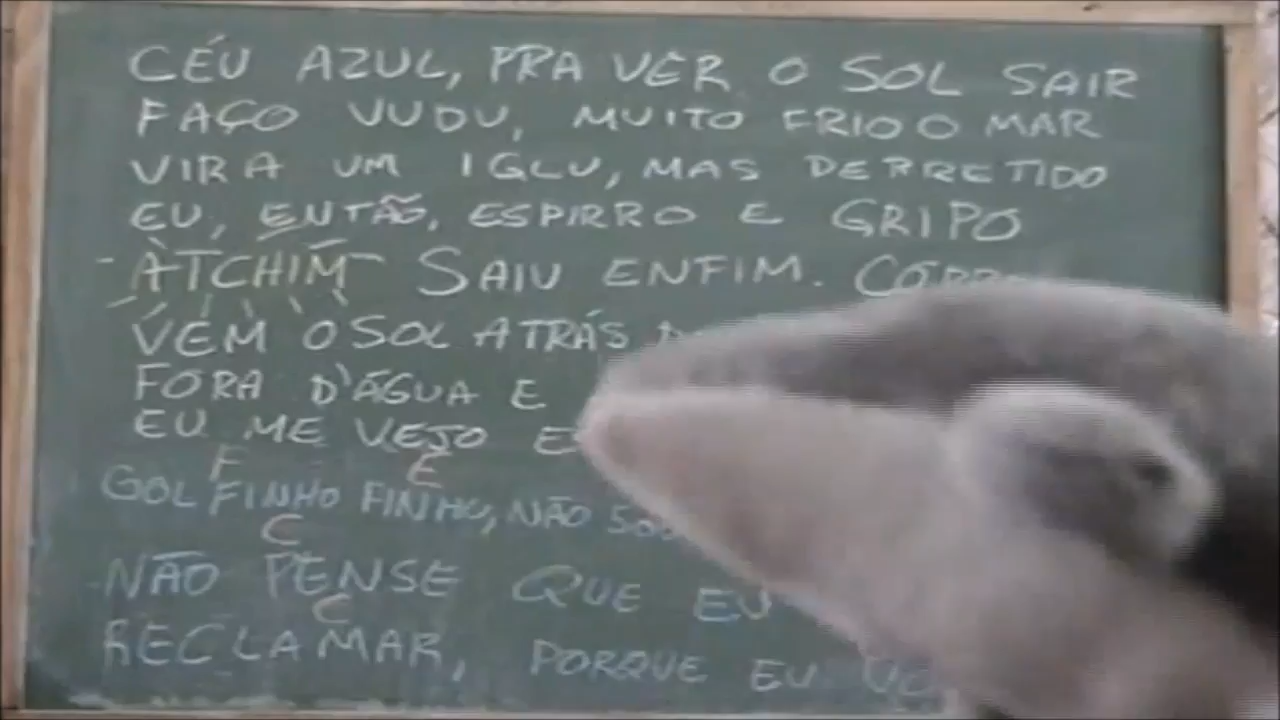 CÉU AZUL, PRA VER O SOL SAIR
FAÇO VUDU, MUITO FRIO O MAR
VIRA UM IGLU, MAS DERRETIDO
EU, ENTÃO, ESPIRRO E GRIPO
ÀTCHIM SAIU ENFIM.
VEM O SOL ATRÁS
FORA D'ÁGUA E
EU ME VEJO
F E
GOLFINHO FINHO, NÃO
C
NÃO PENSE QUE EU
C
RECLAMAR, PORQUE EU